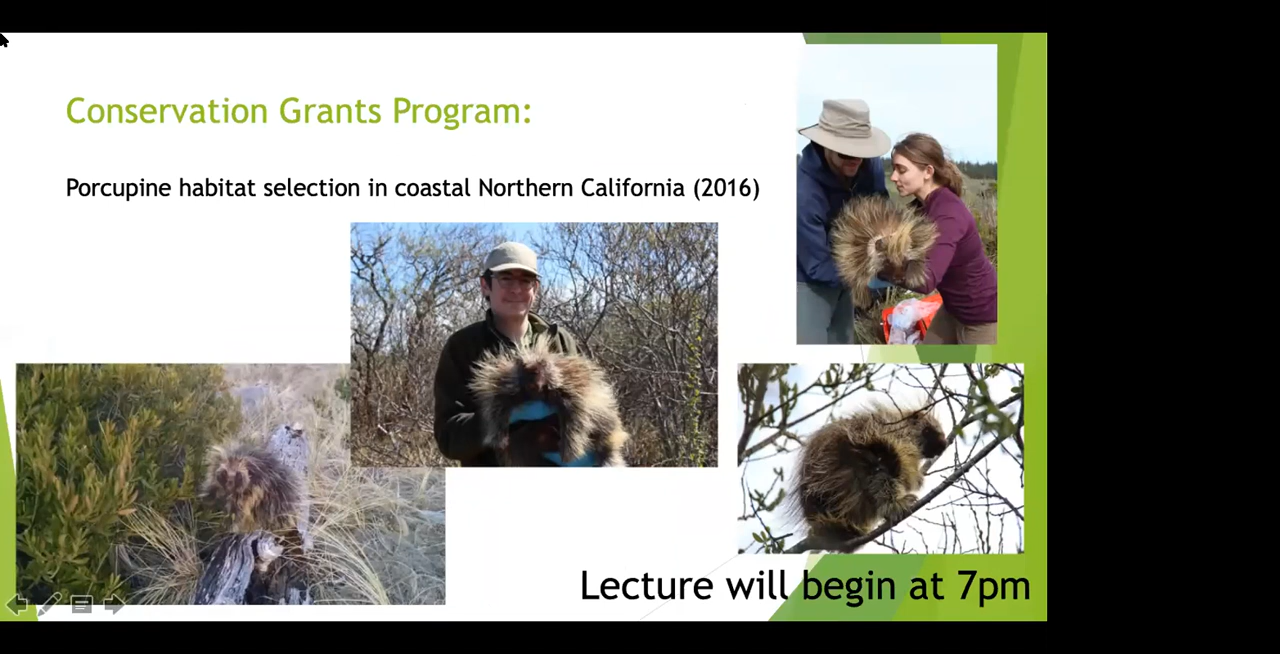 Conservation Grants Program:
Porcupine habitat selection in coastal Northern California (2016)
Lecture will begin at 7pm